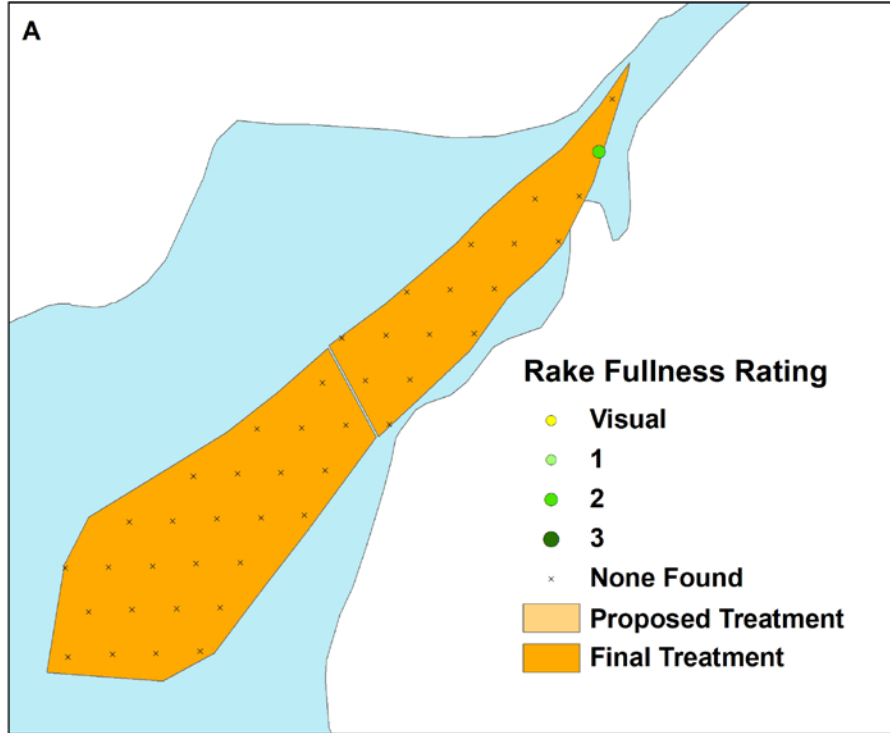 A
Rake Fullness Rating
Visual
1
2
3
None Found
Proposed Treatment
Final Treatment